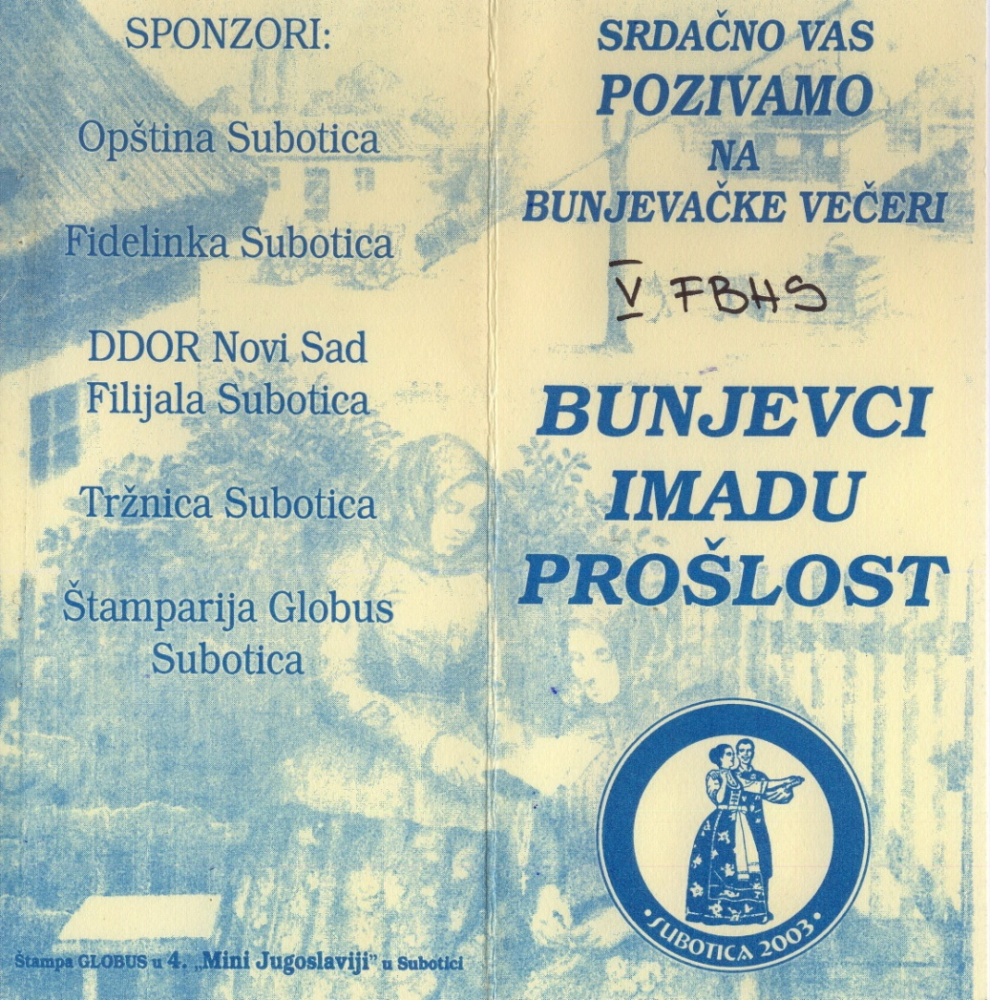 SPONZORI:
Opština Subotica
Fidelinka Subotica
DDOR Novi Sad
Filijala Subotica
Tržnica Subotica
Štamparija Globus
Subotica
Štampa GLOBUS u 4. „Mini Jugoslaviji” u Subotici
SRDAČNO VAS
POZIVAMO
NA
BUNJEVAČKE VEČERI
V FBHS
BUNJEVCI
IMADU
PROŠLOST
• SUBOTICA 2003 •